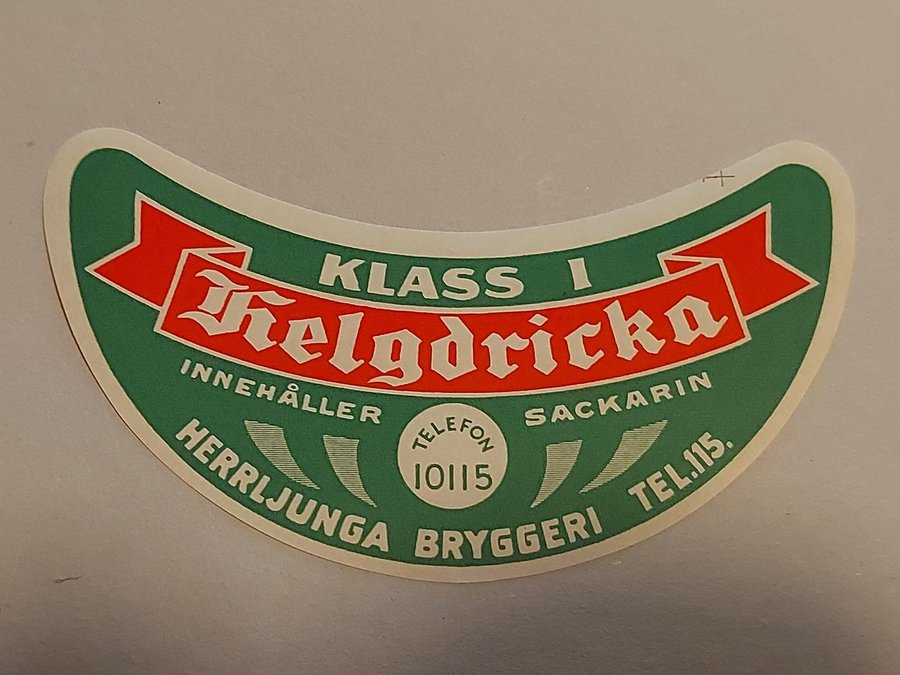 KLASS I
Helgdricka
INNEHÅLLER SACKARIN
TELEFON
10115
HERRLJUNGA BRYGGERI TEL.115.